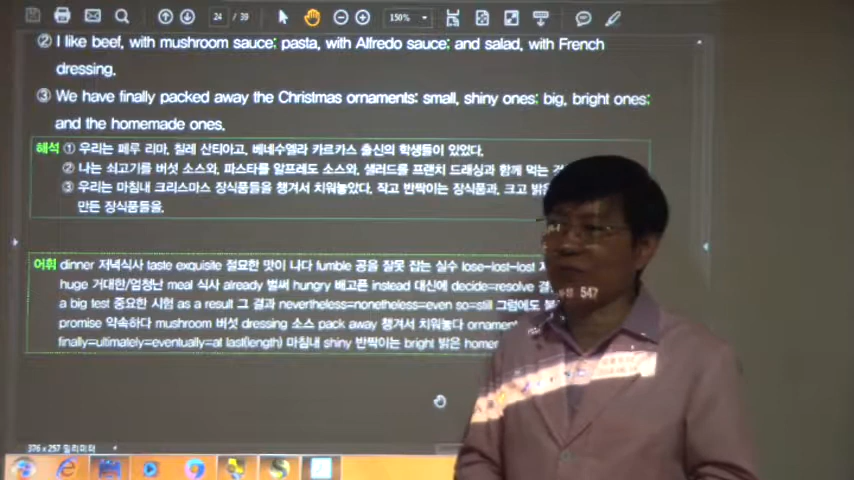 24 / 39
150%
② I like beef, with mushroom sauce; pasta, with Alfredo sauce; and salad, with French
dressing.
③ We have finally packed away the Christmas ornaments: small, shiny ones; big, bright ones;
and the homemade ones.
해석 ① 우리는 페루 리마, 칠레 산티아고, 베네수엘라 카르카스 출신의 학생들이 있었다.
② 나는 쇠고기를 버섯 소스와, 파스타를 알프레도 소스와, 샐러드를 프랜치 드래싱과 함께 먹는
③ 우리는 마침내 크리스마스 장식품들을 챙겨서 치워놓았다. 작고 반짝이는 장식품과, 크고 밝은
만든 장식품들을.
어휘 dinner 저녁식사 taste exquisite 절묘한 맛이 나다 fumble 공을 잘못 잡는 실수 lose-lost-lost
huge 거대한/엄청난 meal 식사 already 벌써 hungry 배고픈 instead 대신에 decide=resolve
a big test 중요한 시험 as a result 그 결과 nevertheless=nonetheless=even so=still 그럼에도
promise 약속하다 mushroom 버섯 dressing 소스 pack away 챙겨서 치워놓다
finally=ultimately=eventually=at last(length) 마침내 shiny 반짝이는 bright 밝은
376 x 257 밀리미터